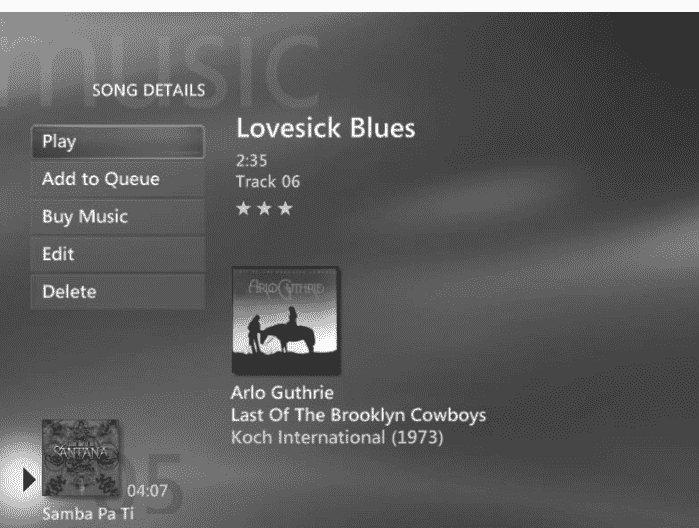 music
SONG DETAILS
Play
Add to Queue
Buy Music
Edit
Delete
Lovesick Blues
2:35
Track 06
ARLO GUTHRIE
Arlo Guthrie
Last Of The Brooklyn Cowboys
Koch International (1973)
SANTANA
04:07
Samba Pa Ti